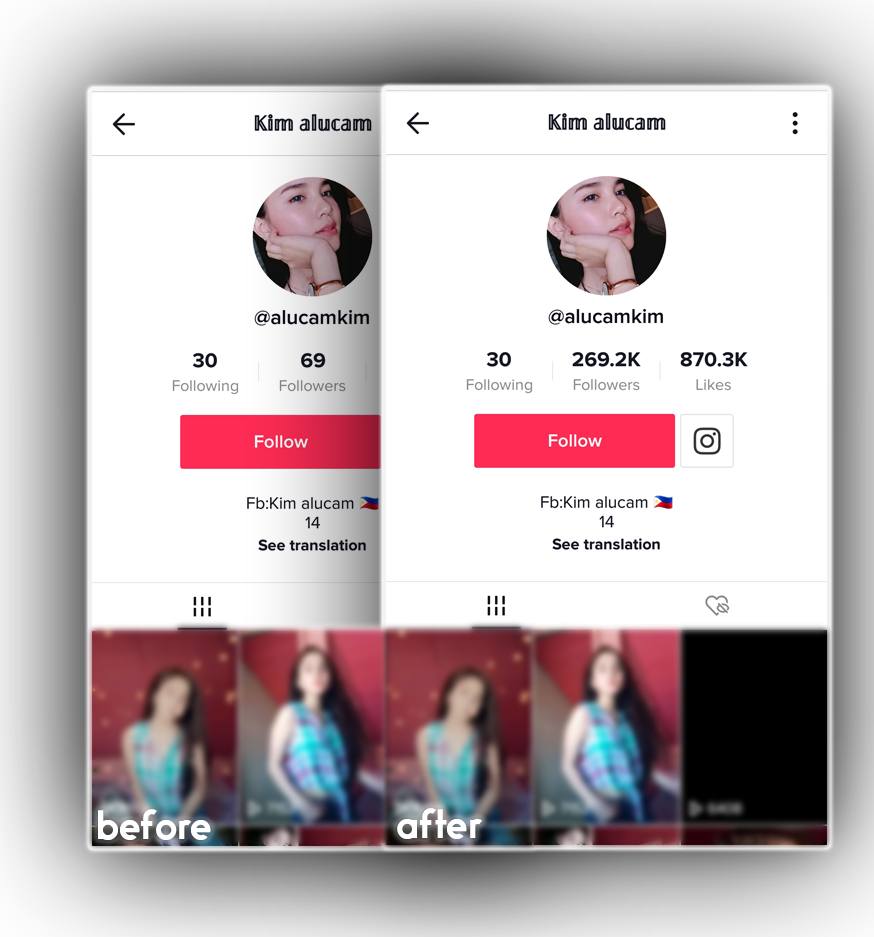 Kim alucam
@alucamkim
30
69
Following
Followers
Follow
Fb:Kim alucam 🇵🇭
14
See translation
before
Kim alucam
@alucamkim
30
269.2K
870.3K
Following
Followers
Likes
Follow
Fb:Kim alucam 🇵🇭
14
See translation
after